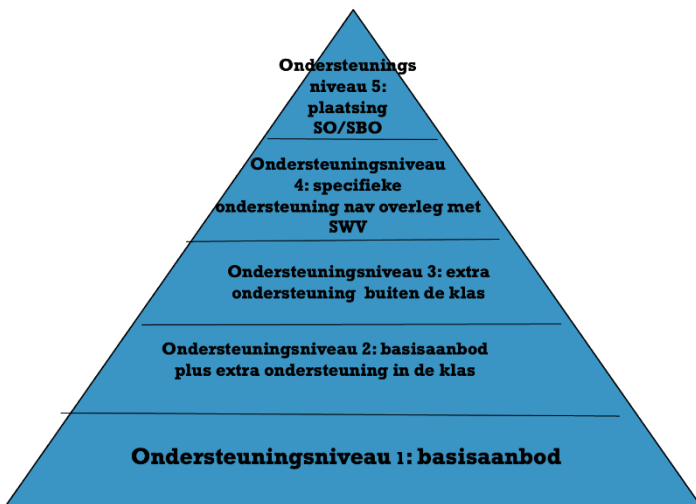 Ondersteunings
niveau 5:
plaatsing
SO/SBO
Ondersteuningsniveau
4: specifieke
ondersteuning nav overleg met
SWV
Ondersteuningsniveau 3: extra
ondersteuning buiten de klas
Ondersteuningsniveau 2: basisaanbod
plus extra ondersteuning in de klas
Ondersteuningsniveau 1: basisaanbod